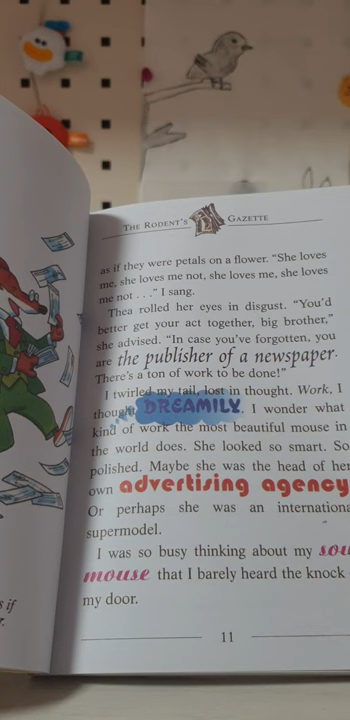 THE RODENT'S GAZETTE
as if they were petals on a flower. "She loves
me, she loves me not, she loves me, she loves
me not . . ." I sang.
Thea rolled her eyes in disgust. "You'd
better get your act together, big brother,"
she advised. "In case you've forgotten, you
are the publisher of a newspaper.
There's a ton of work to be done!"
I twirled my tail, lost in thought. Work, I
thought DREAMILY. I wonder what
kind of work the most beautiful mouse in
the world does. She looked so smart. So
polished. Maybe she was the head of her
own advertising agency
Or perhaps she was an internationa
supermodel.
I was so busy thinking about my sou
mouse that I barely heard the knock
my door.
11
s if
r.